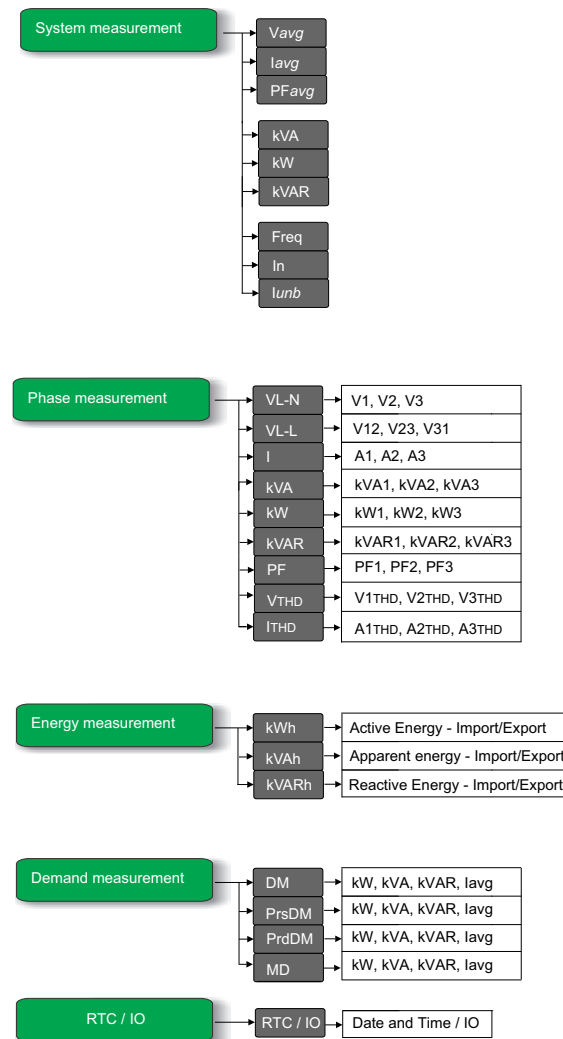 System measurement
Vavg
Iavg
PFavg
kVA
kW
kVAR
Freq
In
Iunb
Phase measurement
VL-N V1, V2, V3
VL-L V12, V23, V31
I A1, A2, A3
kVA kVA1, kVA2, kVA3
kW kW1, kW2, kW3
kVAR kVAR1, kVAR2, kVAR3
PF PF1, PF2, PF3
VTHD V1THD, V2THD, V3THD
ITHD A1THD, A2THD, A3THD
Energy measurement
kWh Active Energy - Import/Export
kVAh Apparent energy - Import/Export
kVARh Reactive Energy - Import/Export
Demand measurement
DM kW, kVA, kVAR, Iavg
PrsDM kW, kVA, kVAR, Iavg
PrdDM kW, kVA, kVAR, Iavg
MD kW, kVA, kVAR, Iavg
RTC / IO RTC / IO Date and Time / IO